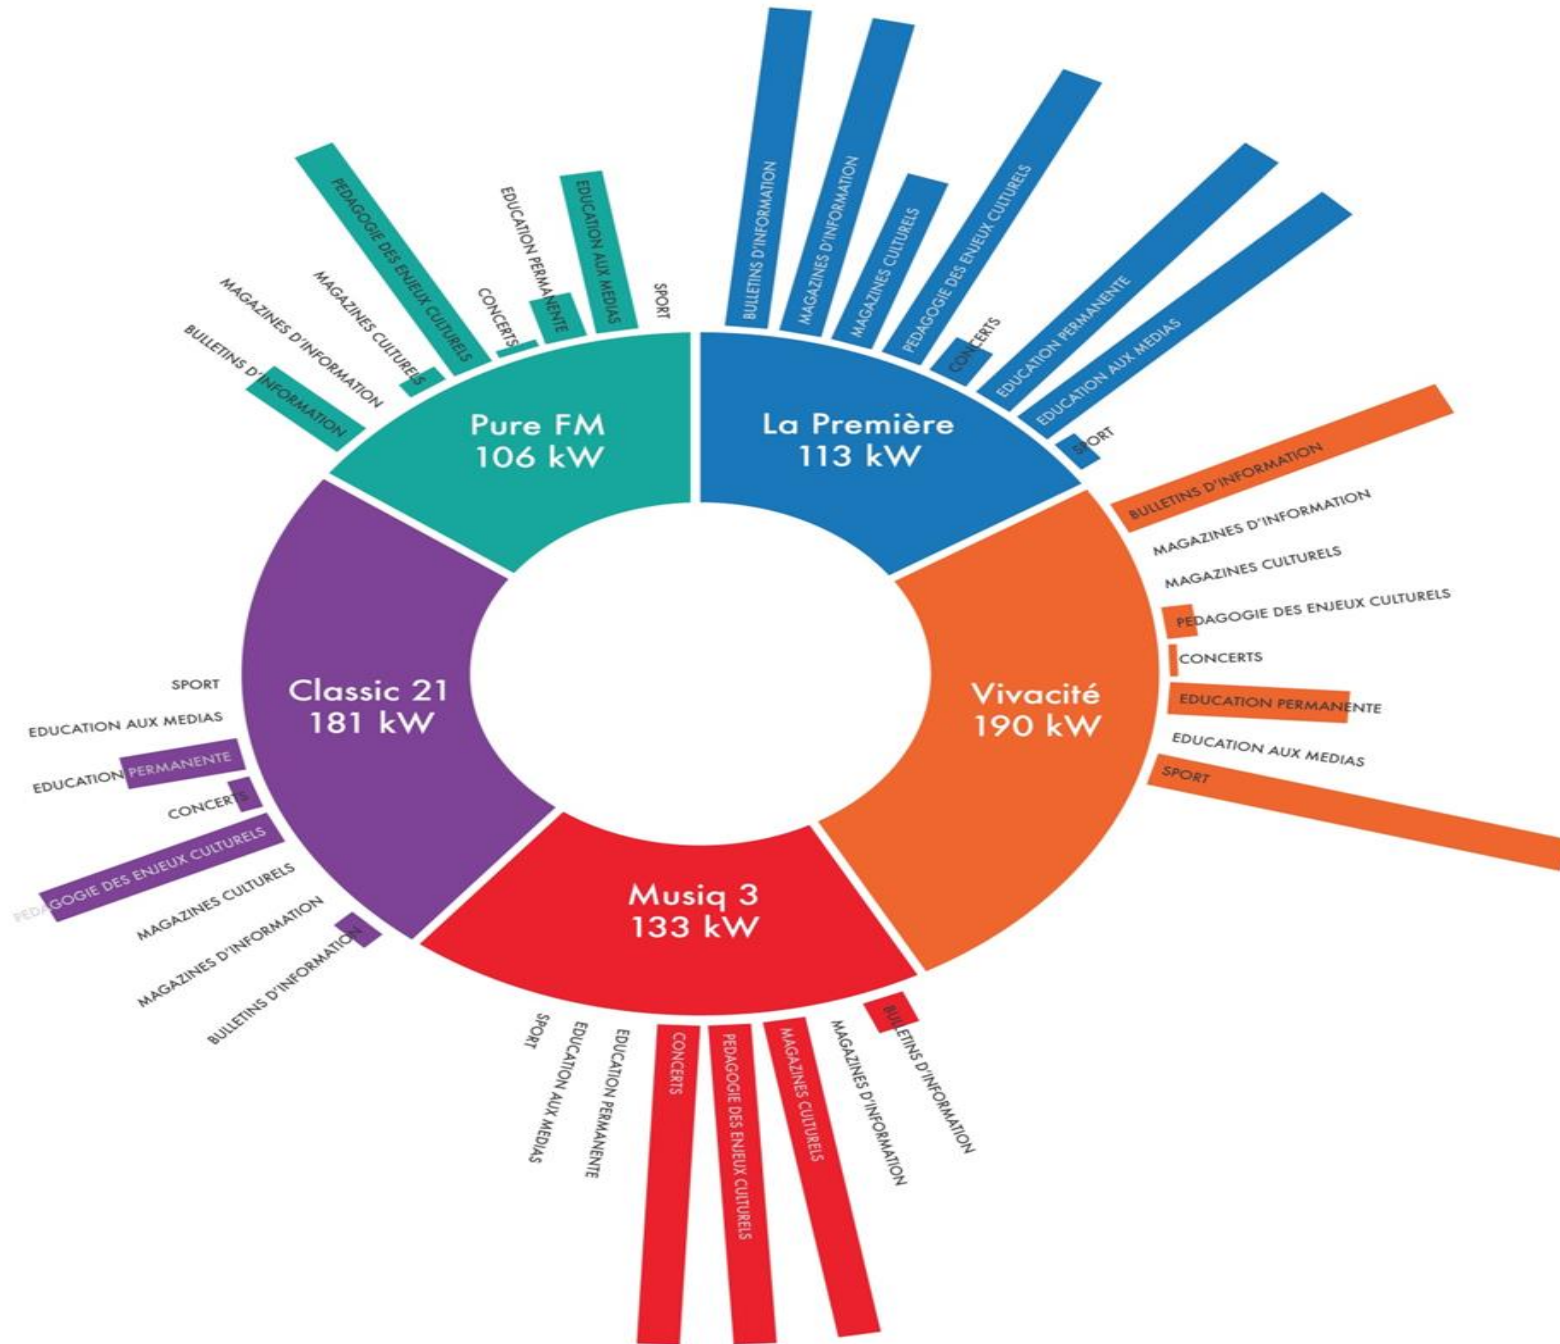 La Première
113 kW
BULLETINS D'INFORMATION
MAGAZINES D'INFORMATION
MAGAZINES CULTURELS
PEDAGOGIE DES ENJEUX CULTURELS
CONCERTS
EDUCATION PERMANENTE
EDUCATION AUX MEDIAS
SPORT
Vivacité
190 kW
BULLETINS D'INFORMATION
MAGAZINES D'INFORMATION
MAGAZINES CULTURELS
PEDAGOGIE DES ENJEUX CULTURELS
CONCERTS
EDUCATION PERMANENTE
EDUCATION AUX MEDIAS
SPORT
Musiq 3
133 kW
BULLETINS D'INFORMATION
MAGAZINES D'INFORMATION
MAGAZINES CULTURELS
PEDAGOGIE DES ENJEUX CULTURELS
CONCERTS
EDUCATION PERMANENTE
EDUCATION AUX MEDIAS
SPORT
Classic 21
181 kW
BULLETINS D'INFORMATION
MAGAZINES D'INFORMATION
MAGAZINES CULTURELS
PEDAGOGIE DES ENJEUX CULTURELS
CONCERTS
EDUCATION PERMANENTE
EDUCATION AUX MEDIAS
SPORT
Pure FM
106 kW
BULLETINS D'INFORMATION
MAGAZINES D'INFORMATION
MAGAZINES CULTURELS
PEDAGOGIE DES ENJEUX CULTURELS
CONCERTS
EDUCATION PERMANENTE
EDUCATION AUX MEDIAS
SPORT